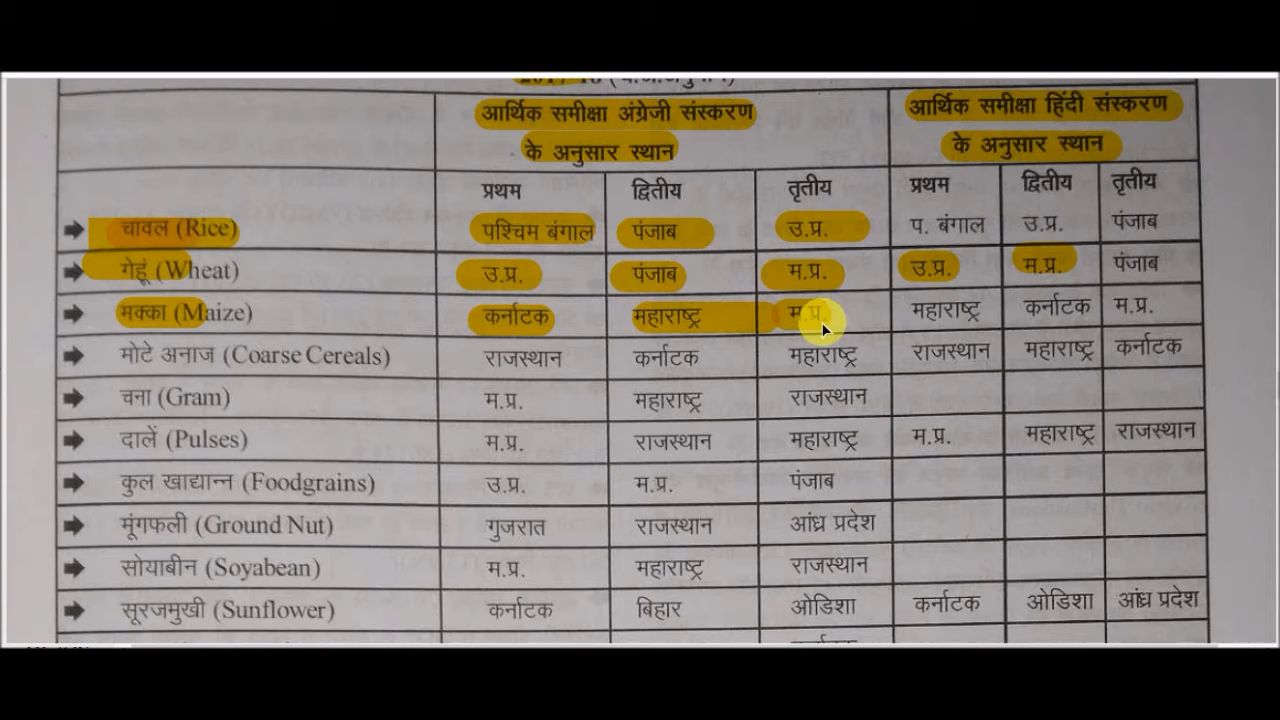 आर्थिक समीक्षा अंग्रेजी संस्करण के अनुसार स्थान आर्थिक समीक्षा हिंदी संस्करण के अनुसार स्थान
प्रथम द्वितीय तृतीय प्रथम द्वितीय तृतीय
चावल (Rice) पश्चिम बंगाल पंजाब उ.प्र. प. बंगाल उ.प्र. पंजाब
गेहूं (Wheat) उ.प्र. पंजाब म.प्र. उ.प्र. म.प्र. पंजाब
मक्का (Maize) कर्नाटक महाराष्ट्र म.प्र. महाराष्ट्र कर्नाटक म.प्र.
मोटे अनाज (Coarse Cereals) राजस्थान कर्नाटक महाराष्ट्र राजस्थान महाराष्ट्र कर्नाटक
चना (Gram) म.प्र. महाराष्ट्र राजस्थान
दालें (Pulses) म.प्र. राजस्थान महाराष्ट्र म.प्र. महाराष्ट्र राजस्थान
कुल खाद्यान्न (Foodgrains) उ.प्र. म.प्र. पंजाब
मूंगफली (Ground Nut) गुजरात राजस्थान आंध्र प्रदेश
सोयाबीन (Soyabean) म.प्र. महाराष्ट्र राजस्थान
सूरजमुखी (Sunflower) कर्नाटक बिहार ओडिशा कर्नाटक ओडिशा आंध्र प्रदेश